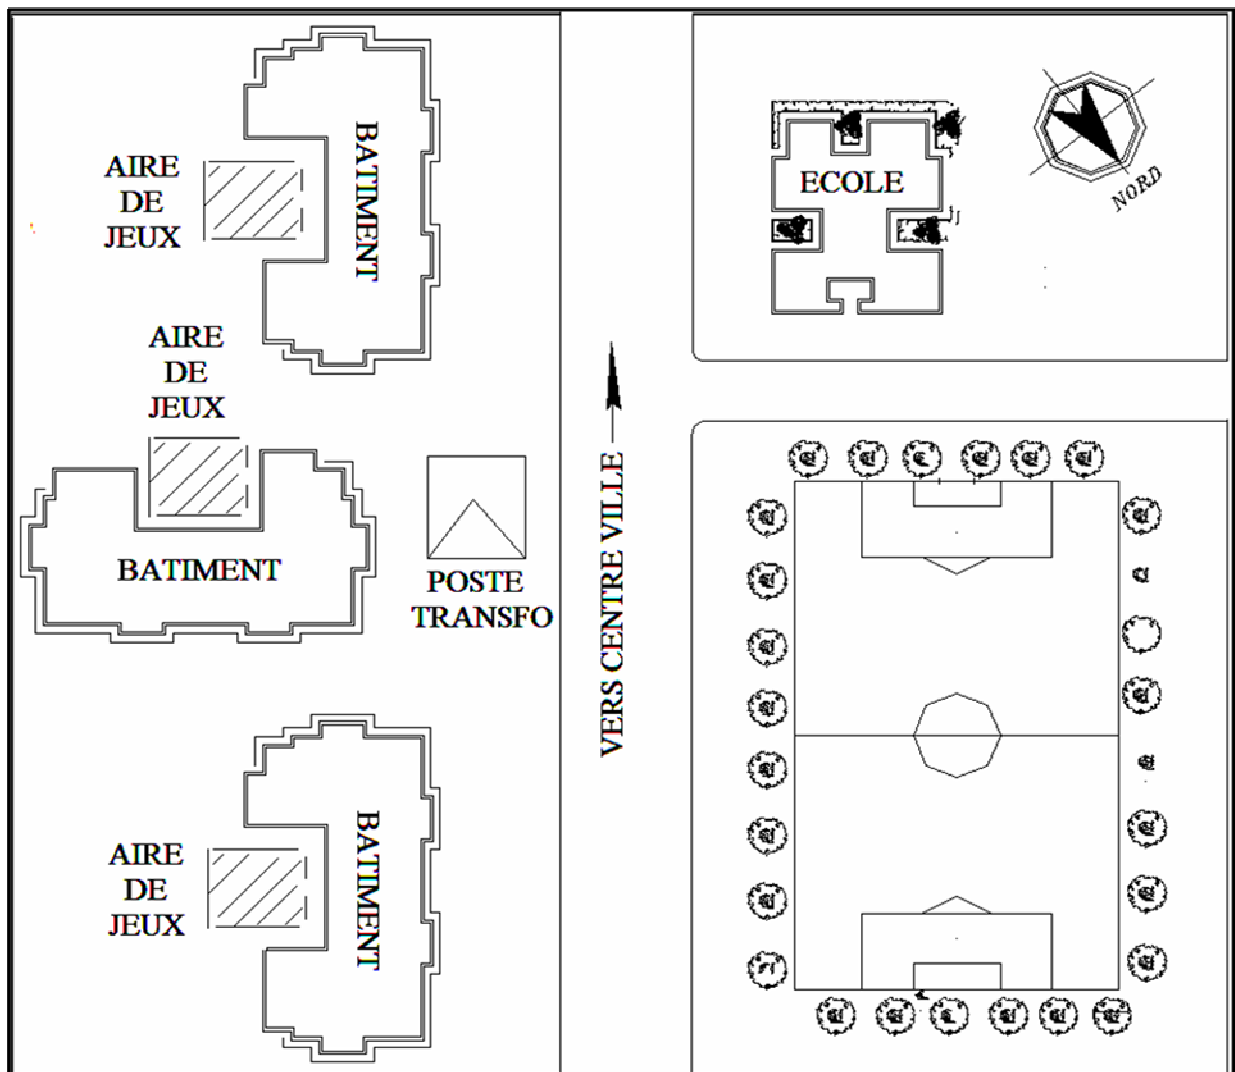 AIRE
DE
JEUX
BATIMENT
ECOLE
NORD
AIRE
DE
JEUX
BATIMENT
POSTE
TRANSFO
VERS CENTRE VILLE
AIRE
DE
JEUX
BATIMENT